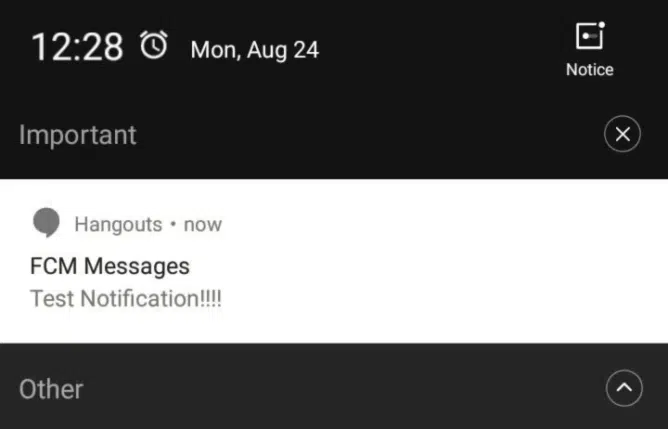 12:28 Mon, Aug 24
Notice
Important
Hangouts • now
FCM Messages
Test Notification!!!!
Other